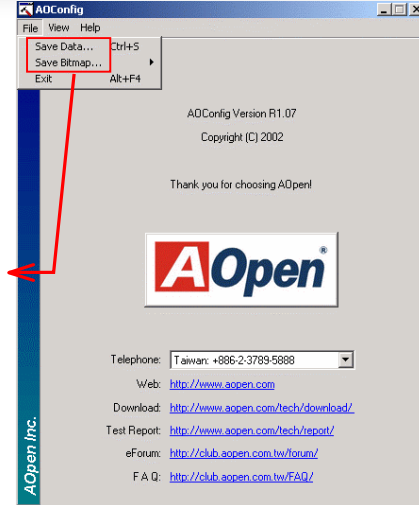 AOConfig
File View Help
Save Data... Ctrl+S
Save Bitmap...
Exit Alt+F4
AOConfig Version R1.07
Copyright (C) 2002
Thank you for choosing AOpen!
AOpen®
Telephone: Taiwan: +886-2-3789-5888
Web: http://www.aopen.com
Download: http://www.aopen.com/tech/download/
Test Report: http://www.aopen.com/tech/report/
eForum: http://club.aopen.com.tw/forum/
F A Q: http://club.aopen.com.tw/FAQ/
AOpen Inc.